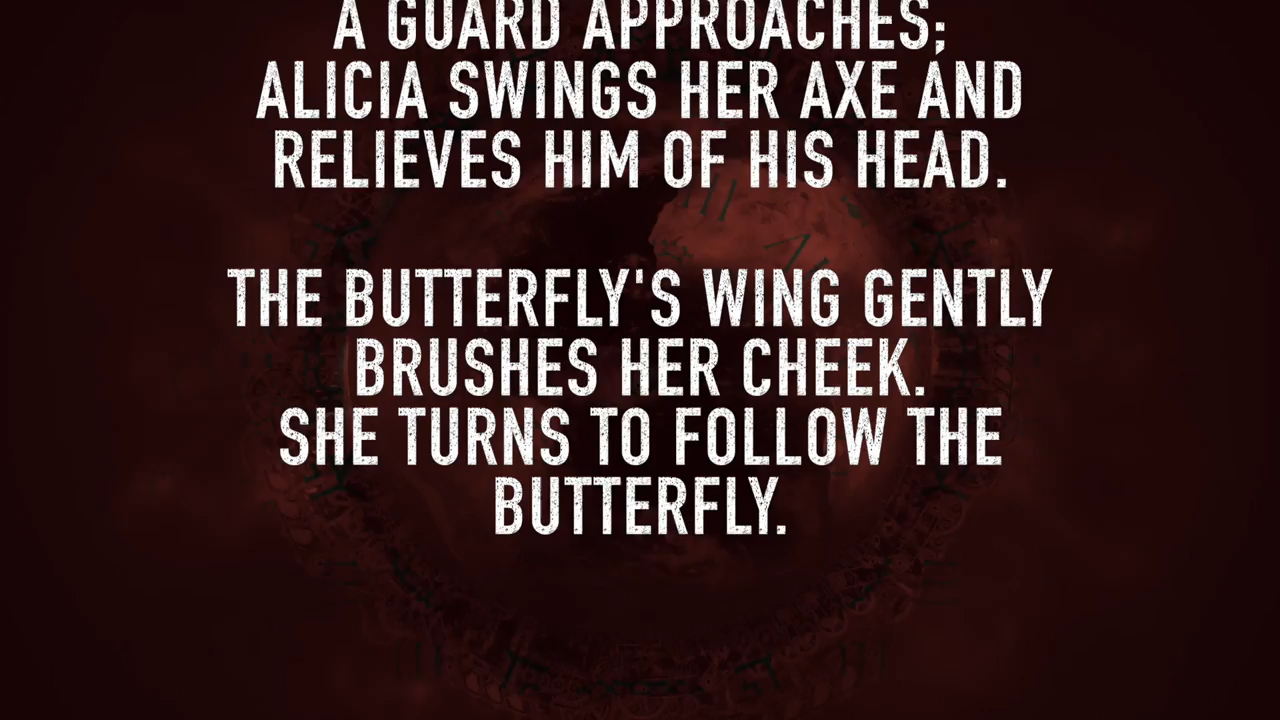 A GUARD APPROACHES;
ALICIA SWINGS HER AXE AND
RELIEVES HIM OF HIS HEAD.
THE BUTTERFLY'S WING GENTLY
BRUSHES HER CHEEK.
SHE TURNS TO FOLLOW THE
BUTTERFLY.